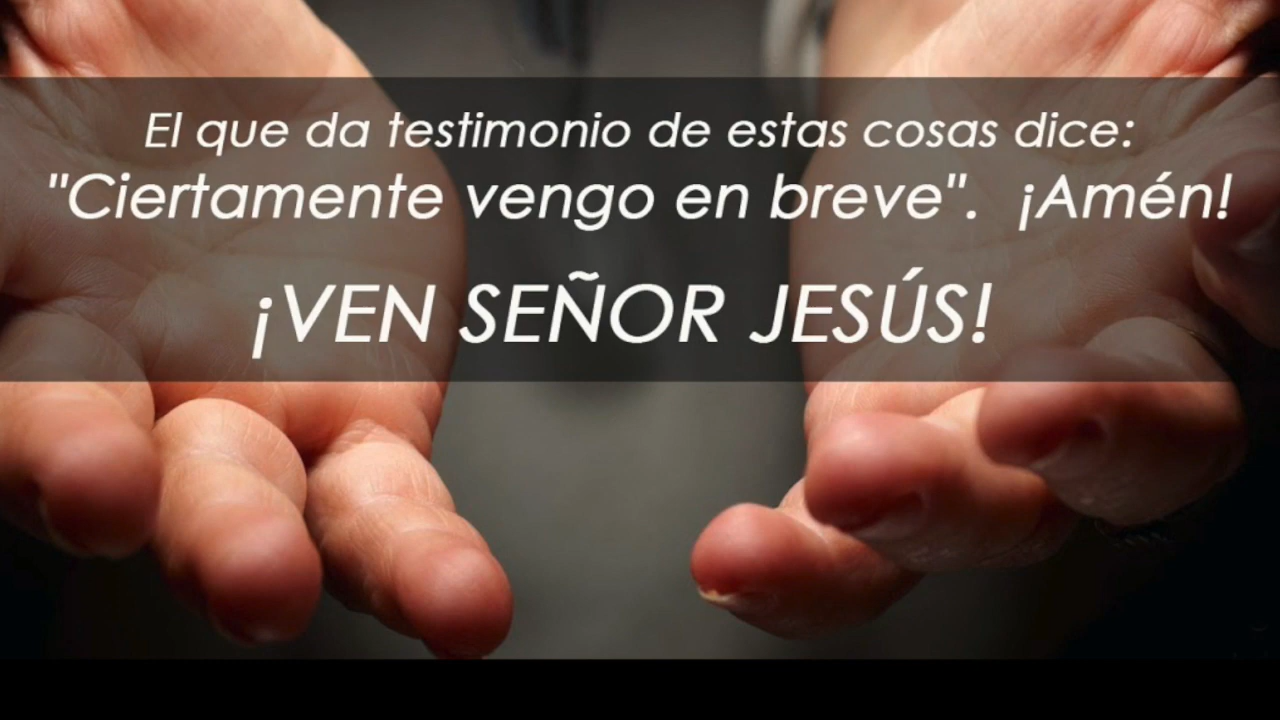 El que da testimonio de estas cosas dice:
"Ciertamente vengo en breve".  ¡Amén!
¡VEN SEÑOR JESÚS!